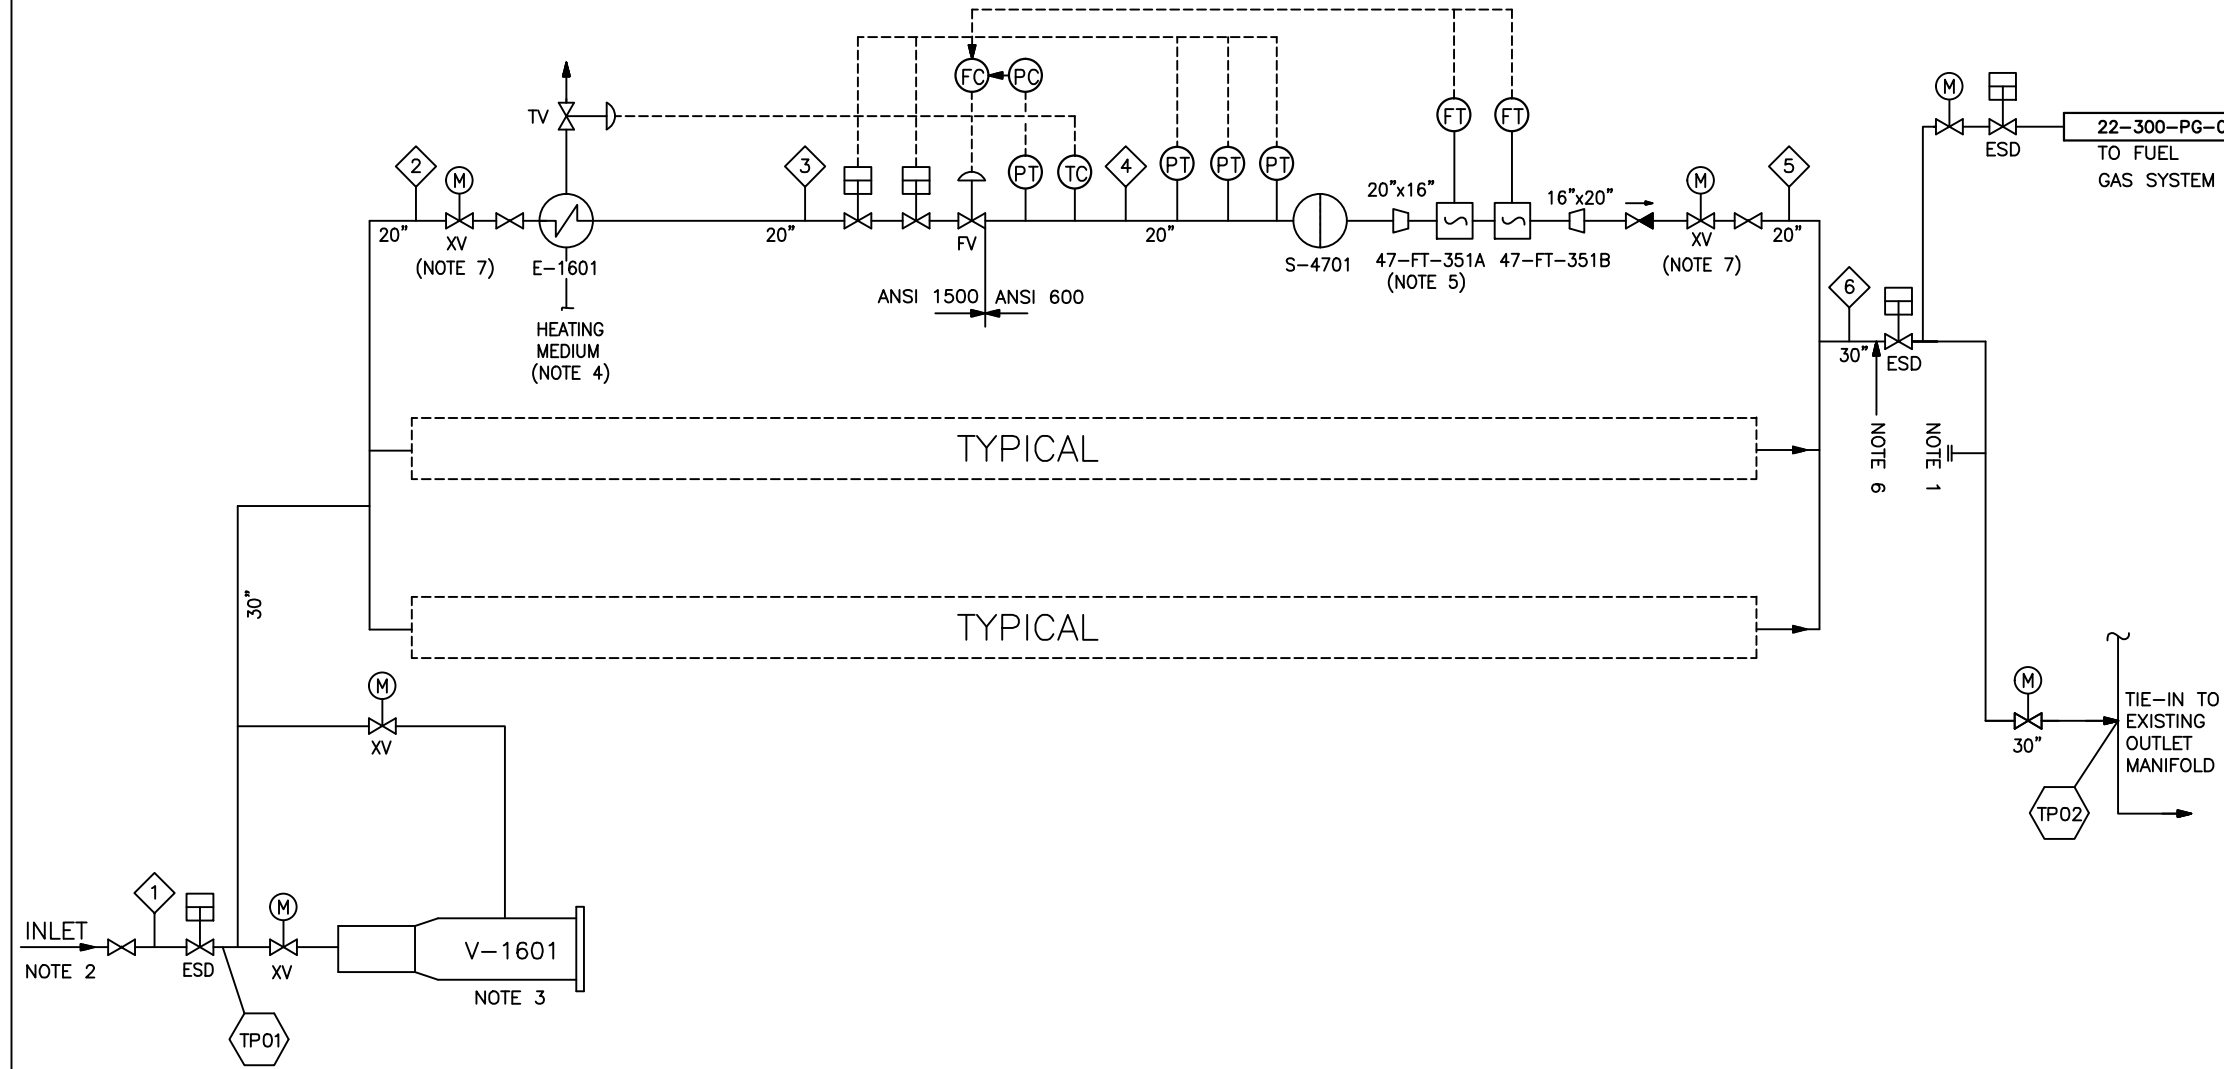 FC
PC
TV
FT
FT
M
M
ESD
22-300-PG-0
TO FUEL
GAS SYSTEM
2
M
3
PT
TC
4
PT
PT
PT
20"x16"
16"x20"
M
5
20"
XV
(NOTE 7)
E-1601
20"
FV
20"
S-4701
47-FT-351A
(NOTE 5)
47-FT-351B
XV
(NOTE 7)
20"
ANSI 1500
ANSI 600
HEATING
MEDIUM
(NOTE 4)
6
30"
ESD
NOTE 6
NOTE 1
TYPICAL
TYPICAL
30"
M
XV
M
30"
TIE-IN TO
EXISTING
OUTLET
MANIFOLD
TP02
1
INLET
NOTE 2
ESD
M
XV
V-1601
NOTE 3
TP01